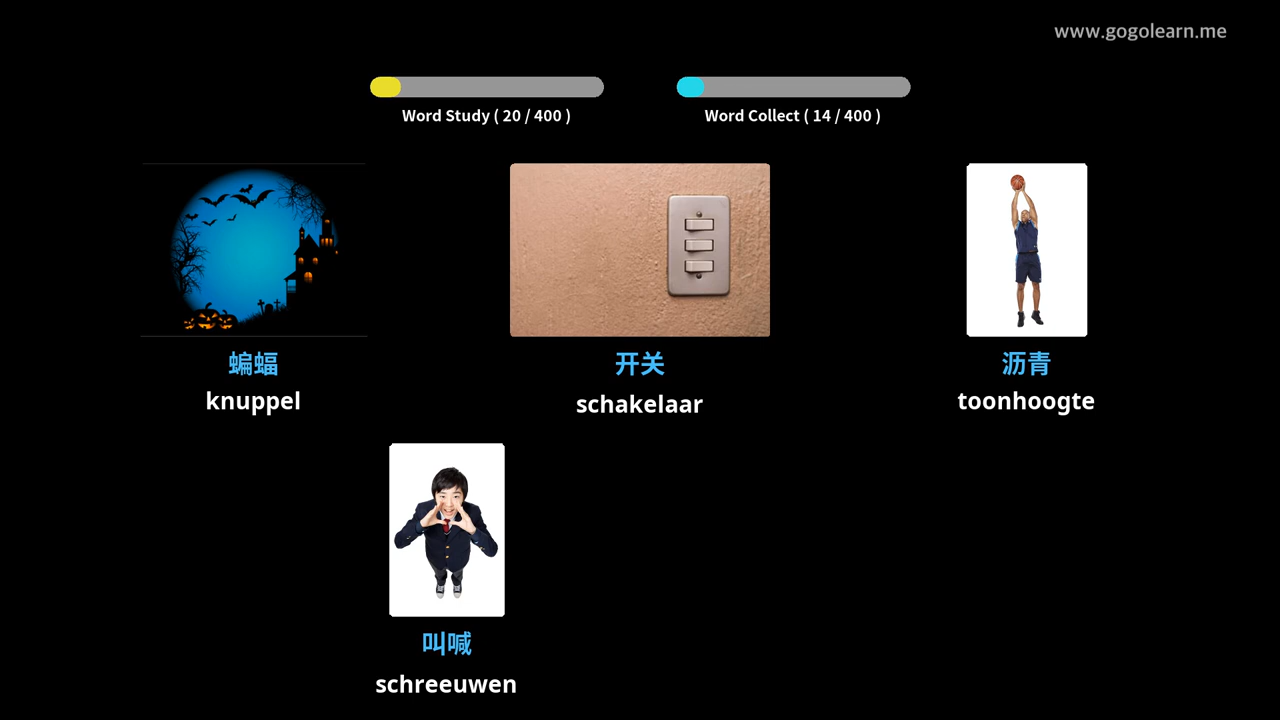 www.gogolearn.me
Word Study ( 20 / 400 )
Word Collect ( 14 / 400 )
蝙蝠
knuppel
开关
schakelaar
沥青
toonhoogte
叫喊
schreeuwen